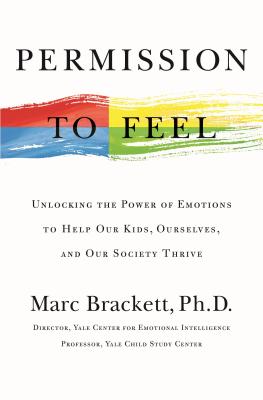 PERMISSION
TO FEEL
UNLOCKING THE POWER OF EMOTIONS
TO HELP OUR KIDS, OURSELVES,
AND OUR SOCIETY THRIVE
Marc Brackett, Ph.D.
DIRECTOR, YALE CENTER FOR EMOTIONAL INTELLIGENCE
PROFESSOR, YALE CHILD STUDY CENTER